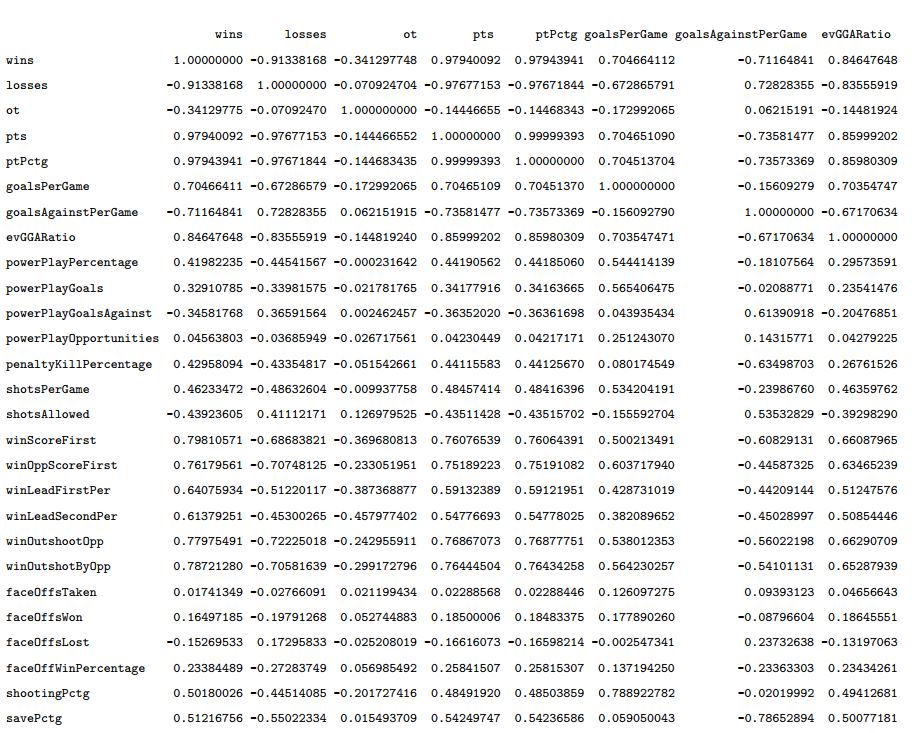 wins losses ot pts ptPctg goalsPerGame goalsAgainstPerGame evGGARatio
wins 1.00000000 -0.91338168 -0.341297748 0.97940092 0.97943941 0.704664112 -0.71164841 0.84647648
losses -0.91338168 1.00000000 -0.070924704 -0.97677153 -0.97671844 -0.672865791 0.72828355 -0.83555919
ot -0.34129775 -0.07092470 1.000000000 -0.14446655 -0.14468343 -0.172992065 0.06215191 -0.14481924
pts 0.97940092 -0.97677153 -0.144466552 1.00000000 0.99999393 0.704651090 -0.73581477 0.85999202
ptPctg 0.97943941 -0.97671844 -0.144683435 0.99999393 1.00000000 0.704513704 -0.73573369 0.85980309
goalsPerGame 0.70466411 -0.67286579 -0.172992065 0.70465109 0.70451370 1.000000000 -0.15609279 0.70354747
goalsAgainstPerGame -0.71164841 0.72828355 0.062151915 -0.73581477 -0.73573369 -0.156092790 1.00000000 -0.67170634
evGGARatio 0.84647648 -0.83555919 -0.144819240 0.85999202 0.85980309 0.703547471 -0.67170634 1.00000000
powerPlayPercentage 0.41982235 -0.44541567 -0.000231642 0.44190562 0.44185060 0.544414139 -0.18107564 0.29573591
powerPlayGoals 0.32910785 -0.33981575 -0.021781765 0.34177916 0.34163665 0.565406475 -0.02088771 0.23541476
powerPlayGoalsAgainst -0.34581768 0.36591564 0.002462457 -0.36352020 -0.36361698 0.043935434 0.61390918 -0.20476851
powerPlayOpportunities 0.04563803 -0.03685949 -0.026717561 0.04230449 0.04217171 0.251243070 0.14315771 0.04279225
penaltyKillPercentage 0.42958094 -0.43354817 -0.051542661 0.44115583 0.44125670 0.080174549 -0.63498703 0.26761526
shotsPerGame 0.46233472 -0.48632604 -0.009937758 0.48457414 0.48416396 0.534204191 -0.23986760 0.46359762
shotsAllowed -0.43923605 0.41112171 0.126979525 -0.43511428 -0.43515702 -0.155592704 0.53532829 -0.39298290
winScoreFirst 0.79810571 -0.68683821 -0.369680813 0.76076539 0.76064391 0.500213491 -0.60829131 0.66087965
winOppScoreFirst 0.76179561 -0.70748125 -0.233051951 0.75189223 0.75191082 0.603717940 -0.44587325 0.63465239
winLeadFirstPer 0.64075934 -0.51220117 -0.387368877 0.59132389 0.59121951 0.428731019 -0.44209144 0.51247576
winLeadSecondPer 0.61379251 -0.45300265 -0.457977402 0.54776693 0.54778025 0.382089652 -0.45028997 0.50854446
winOutshootOpp 0.77975491 -0.72225018 -0.242955911 0.76867073 0.76877751 0.538012353 -0.56022198 0.66290709
winOutshotByOpp 0.78721280 -0.70581639 -0.299172796 0.76444504 0.76434258 0.564230257 -0.54101131 0.65287939
faceOffsTaken 0.01741349 -0.02766091 0.021199434 0.02288568 0.02288446 0.126097275 0.09393123 0.04656643
faceOffsWon 0.16497185 -0.19791268 0.052744883 0.18500006 0.18483375 0.177890260 -0.08796604 0.18645551
faceOffsLost -0.15269533 0.17295833 -0.025208019 -0.16616073 -0.16598214 -0.002547341 0.23732638 -0.13197063
faceOffWinPercentage 0.23384489 -0.27283749 0.056985492 0.25841507 0.25815307 0.137194250 -0.23363303 0.23434261
shootingPctg 0.50180026 -0.44514085 -0.201727416 0.48491920 0.48503859 0.788922782 -0.02019992 0.49412681
savePctg 0.51216756 -0.55022334 0.015493709 0.54249747 0.54236586 0.059050043 -0.78652894 0.50077181